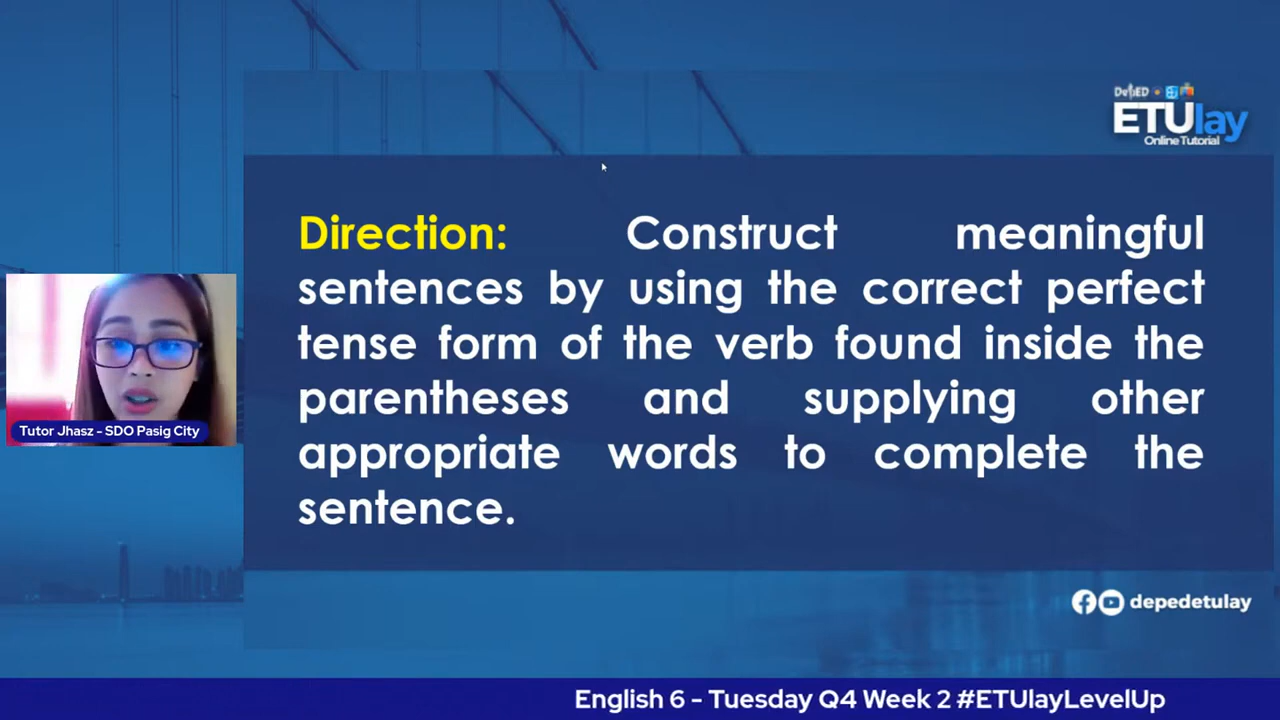 DepED
ETUlay
Online Tutorial
Direction: Construct meaningful
sentences by using the correct perfect
tense form of the verb found inside the
parentheses and supplying other
appropriate words to complete the
sentence.
Tutor Jhasz - SDO Pasig City
depedetulay
English 6 - Tuesday Q4 Week 2 #ETUlayLevelUp